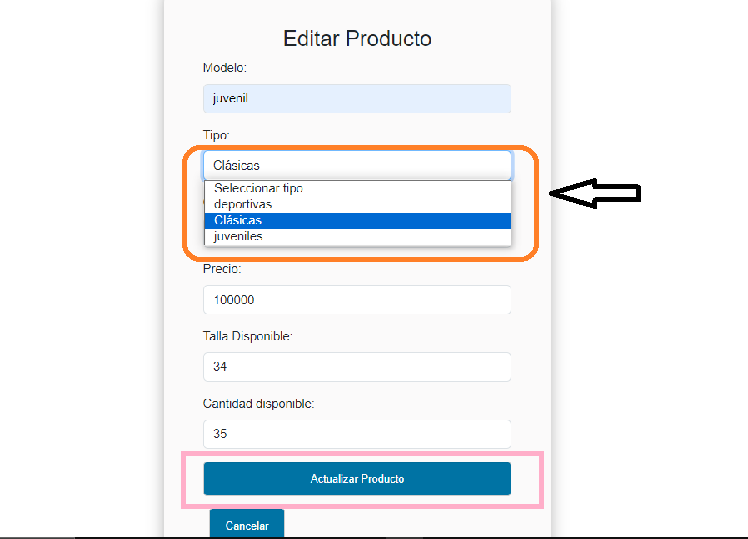 Editar Producto
Modelo:
juvenil
Tipo:
Clásicas
Seleccionar tipo
deportivas
Clásicas
juveniles
Precio:
100000
Talla Disponible:
34
Cantidad disponible:
35
Actualizar Producto
Cancelar